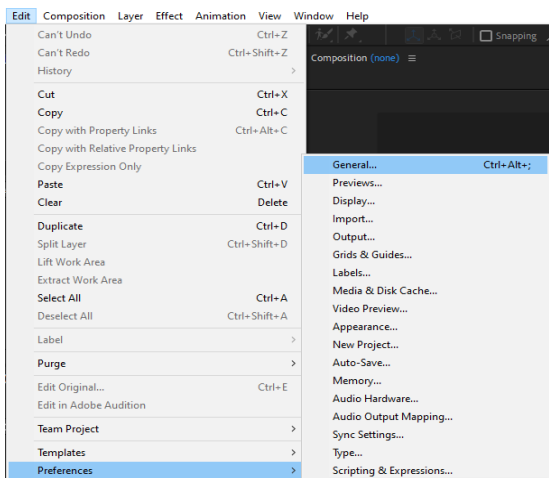 Edit Composition Layer Effect Animation View Window Help
Can't Undo Ctrl+Z
Can't Redo Ctrl+Shift+Z
History >
Cut Ctrl+X
Copy Ctrl+C
Copy with Property Links Ctrl+Alt+C
Copy with Relative Property Links
Copy Expression Only
Paste Ctrl+V
Clear Delete
Duplicate Ctrl+D
Split Layer Ctrl+Shift+D
Lift Work Area
Extract Work Area
Select All Ctrl+A
Deselect All Ctrl+Shift+A
Label >
Purge >
Edit Original... Ctrl+E
Edit in Adobe Audition
Team Project >
Templates >
Preferences >
Snapping
Composition (none)
General... Ctrl+Alt+;
Previews...
Display...
Import...
Output...
Grids & Guides...
Labels...
Media & Disk Cache...
Video Preview...
Appearance...
New Project...
Auto-Save...
Memory...
Audio Hardware...
Audio Output Mapping...
Sync Settings...
Type...
Scripting & Expressions...